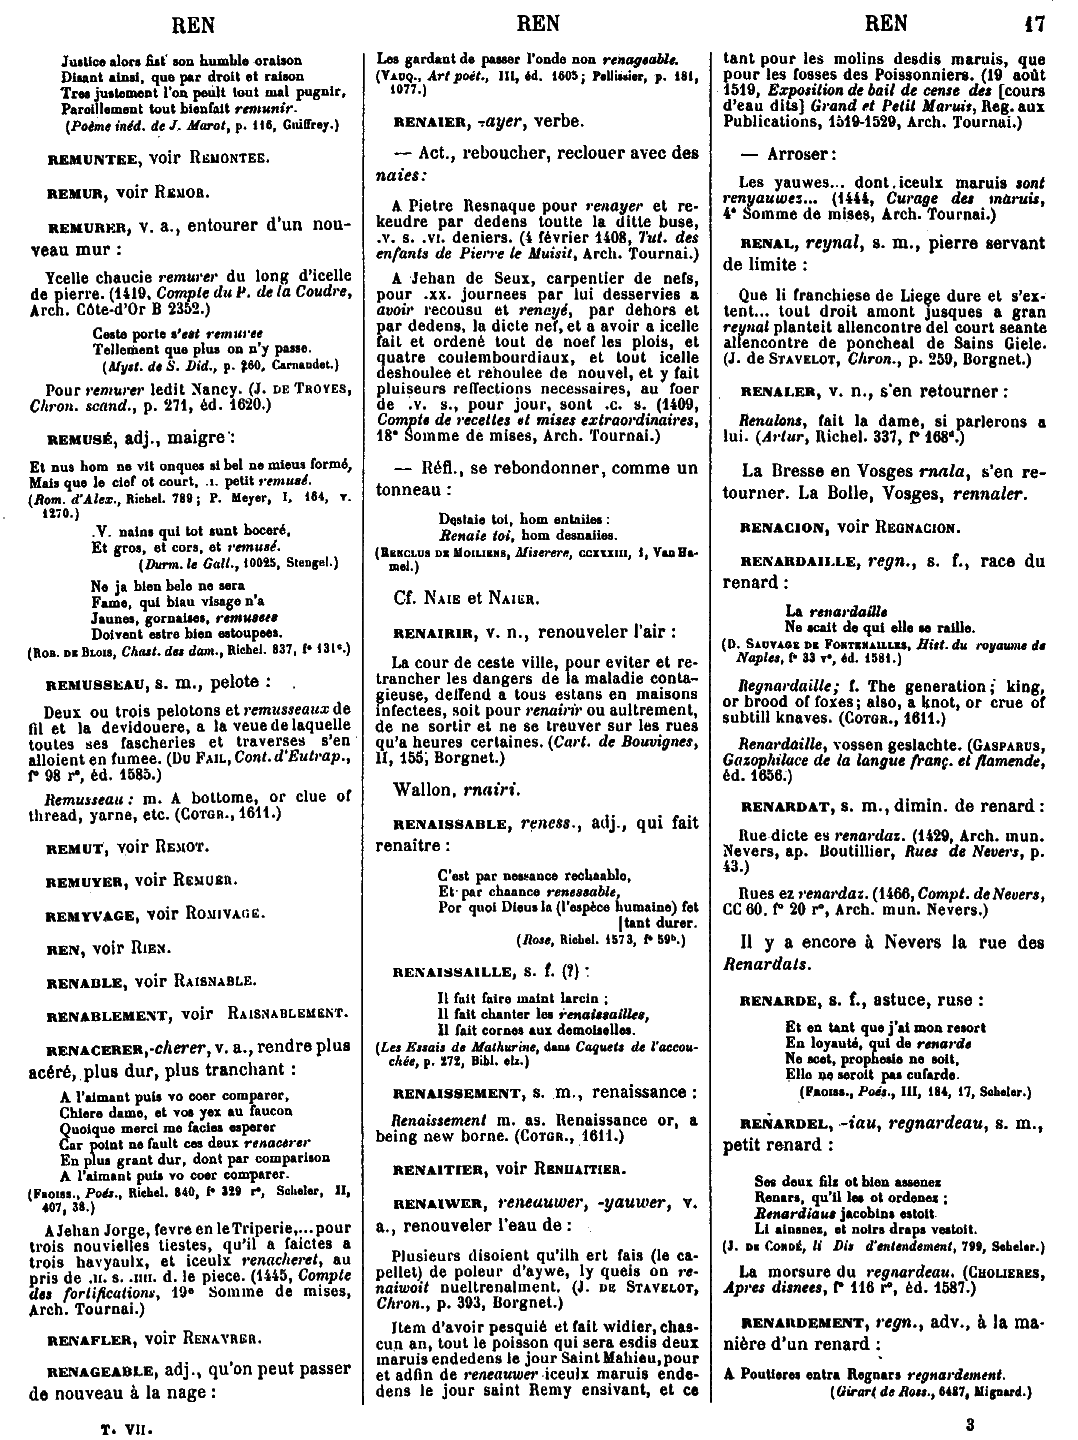 REN
REN
REN 17
Justice alors fist son humble oraison
Disant ainsi, que par droit et raison
Tres justement l'on peult tout mal pugnir,
Pareillement tout bienfait remunir.
(Poème inéd. de J. Marot, p. 116, Guiffrey.)
REMUNTEE, voir REMONTEE.
REMUR, voir REMOR.
REMURER, v. a., entourer d'un nou-
veau mur :
Ycelle chaucie remurer du long d'icelle
de pierre. (1419, Compte du P. de la Coudre,
Arch. Côte-d'Or B 2352.)
Ceste porte s'est remuree
Tellement que plus on n'y passe.
(Myst. de S. Did., p. 260, Carnandet.)
Pour remurer ledit Nancy. (J. DE TROYES,
Chron. scand., p. 271, éd. 1620.)
REMUSÉ, adj., maigre :
Et nus hom ne vit onques si bel ne mieus formé,
Mais que le cief ot court, .I. petit remusé.
(Rom. d'Alex., Richel. 789 ; P. Meyer, I, 164, v.
1270.)
.V. nains qui tot sunt boceré,
Et gros, et cors, et remusé.
(Durm. le Gall., 10025, Stengel.)
Ne ja bien bele ne sera
Fame, qui biau visage n'a
Jaunes, gornaises, remusees
Doivent estre bien estoupees.
(ROB. DE BLOIS, Chast. des dam., Richel. 837, f° 131c.)
REMUSSEAU, s. m., pelote :
Deux ou trois pelotons et remusseaux de
fil et la devidouere, a la veue de laquelle
toutes ses fascheries et traverses s'en
alloient en fumee. (DU FAIL, Cont. d'Eutrap.,
f° 98 r°, éd. 1585.)
Remusseau : m. A bottome, or clue of
thread, yarne, etc. (COTGR., 1611.)
REMUT, voir REMOT.
REMUYER, voir REMUER.
REMYVAGE, voir ROMIVAGE.
REN, voir RIEN.
RENABLE, voir RAISNABLE.
RENABLEMENT, voir RAISNABLEMENT.
RENACERER, -cherer, v. a., rendre plus
acéré, plus dur, plus tranchant :
A l'aimant puis vo coer comparer,
Chiere dame, et vos yex au faucon
Quoique merci me facies esperer
Car point ne fault ces deux renacerer
En plus grant dur, dont par comparison
A l'aimant puis vo coer comparer.
(FROISS., Poés., Richel. 840, f° 329 r°, Scheler, II,
407, 38.)
A Jehan Jorge, fevre en le Triperie,... pour
trois nouvielles tiestes, qu'il a faictes a
trois havyaulx, et iceulx renacheret, au
pris de .II. s. .IIII. d. le piece. (1445, Compte
des fortifications, 19e Somme de mises,
Arch. Tournai.)
RENAFLER, voir RENAVRER.
RENAGEABLE, adj., qu'on peut passer
de nouveau à la nage :
T. VII.
Les gardant de passer l'onde non renageable.
(VAUQ., Art poét., III, éd. 1605 ; Pellissier, p. 181,
1077.)
RENAIER, -ayer, verbe.
— Act., reboucher, reclouer avec des
naies :
A Pietre Resnaque pour renayer et re-
keudre par dedens toutte la ditte buse,
.V. s. .VI. deniers. (4 février 1408, Tut. des
enfants de Pierre le Muisit, Arch. Tournai.)
A Jehan de Seux, carpentier de nefs,
pour .XX. journees par lui desservies a
avoir recousu et renayé, par dehors et
par dedens, la dicte nef, et a avoir a icelle
fait et ordené tout de noef les plois, et
quatre coulembourdiaux, et tout icelle
deshoulee et rehoulee de nouvel, et y fait
pluiseurs reffections necessaires, au foer
de .V. s., pour jour, sont .C. s. (1409,
Compte de recettes et mises extraordinaires,
18e Somme de mises, Arch. Tournai.)
— Réfl., se rebondonner, comme un
tonneau :
Destaie toi, hom entaiies :
Renaie toi, hom desnaiies.
(RENCLUS DE MOILIENS, Miserere, CCXXXIII, 1, Van Ha-
mel.)
Cf. NAIE et NAIER.
RENAIRIR, v. n., renouveler l'air :
La cour de ceste ville, pour eviter et re-
trancher les dangers de la maladie conta-
gieuse, deffend a tous estans en maisons
infectees, soit pour renairir ou aultrement,
de ne sortir et ne se treuver sur les rues
qu'a heures certaines. (Cart. de Bouvignes,
II, 155, Borgnet.)
Wallon, rnairi.
RENAISSABLE, reness., adj., qui fait
renaître :
C'est par nessance rechaable,
Et par chaance renessable,
Por quoi Dieus la (l'espèce humaine) fet
[tant durer.
(Rose, Richel. 1573, f° 59b.)
RENAISSAILLE, s. f. (?) :
Il fait faire maint larcin ;
Il fait chanter les renaissailles,
Il fait cornes aux demoiselles.
(Les Essais de Mathurine, dans Caquets de l'accou-
chée, p. 272, Bibl. elz.)
RENAISSEMENT, s. m., renaissance :
Renaissement m. as. Renaissance or, a
being new borne. (COTGR., 1611.)
RENAITIER, voir REHAITIER.
RENAIWER, reneauwer, -yauwer, v.
a., renouveler l'eau de :
Plusieurs disoient qu'ilh ert fais (le ca-
pellet) de poleur d'aywe, ly queis on re-
naiwoit nueltrenalment. (J. DE STAVELOT,
Chron., p. 393, Borgnet.)
Item d'avoir pesquié et fait widier, chas-
cun an, tout le poisson qui sera esdis deux
maruis endedens le jour Saint Mahieu, pour
et adfin de reneauwer iceulx maruis ende-
dens le jour saint Remy ensivant, et ce
tant pour les molins desdis maruis, que
pour les fosses des Poissonniers. (19 août
1519, Exposition de bail de cense des [cours
d'eau dits] Grand et Petit Maruis, Reg. aux
Publications, 1519-1529, Arch. Tournai.)
— Arroser :
Les yauwes... dont iceulx maruis sont
renyauwez... (1444, Curage des maruis,
4e Somme de mises, Arch. Tournai.)
RENAL, reynal, s. m., pierre servant
de limite :
Que li franchiese de Liege dure et s'ex-
tent... tout droit amont jusques a gran
reynal planteit allencontre del court seante
allencontre de poncheal de Sains Giele.
(J. de STAVELOT, Chron., p. 259, Borgnet.)
RENALER, v. n., s'en retourner :
Renalons, fait la dame, si parlerons a
lui. (Artur, Richel. 337, f° 168d.)
La Bresse en Vosges rnala, s'en re-
tourner. La Bolle, Vosges, rennaler.
RENACION, voir REGNACION.
RENARDAILLE, regn., s. f., race du
renard :
La renardaille
Ne scait de qui elle se raille.
(D. SAUVAGE DE FONTENAILLES, Hist. du royaume de
Naples, f° 33 v°, éd. 1581.)
Regnardaille ; f. The generation ; king,
or brood of foxes ; also, a knot, or crue of
subtill knaves. (COTGR., 1611.)
Renardaille, vossen geslachte. (GASPARUS,
Gazophilace de la langue franç. et flamende,
éd. 1656.)
RENARDAT, s. m., dimin. de renard :
Rue dicte es renardaz. (1429, Arch. mun.
Nevers, ap. Boutillier, Rues de Nevers, p.
43.)
Rues ez renardaz. (1466, Compt. de Nevers,
CC 60, f° 20 r°, Arch. mun. Nevers.)
Il y a encore à Nevers la rue des
Renardats.
RENARDE, s. f., astuce, ruse :
Et en tant que j'ai mon resort
En loyauté, qui de renarde
Ne scet, prophesie ne soit,
Elle ne seroit pas cufarde.
(FROISS., Poés., III, 184, 17, Scheler.)
RENARDEL, -iau, regnardeau, s. m.,
petit renard :
Ses deux filz ot bien assenez
Renars, qu'il les ot ordenez ;
Renardiaus jacobins estoit
Li ainsnez, et noirs draps vestoit.
(J. DE CONDÉ, li Dis d'entendement, 799, Scheler.)
La morsure du regnardeau. (CHOLIERES,
Apres disnees, f° 116 r°, éd. 1587.)
RENARDEMENT, regn., adv., à la ma-
nière d'un renard :
A Poutieres entra Regnars regnardement.
(Girart de Ross., 6487, Mignard.)
3